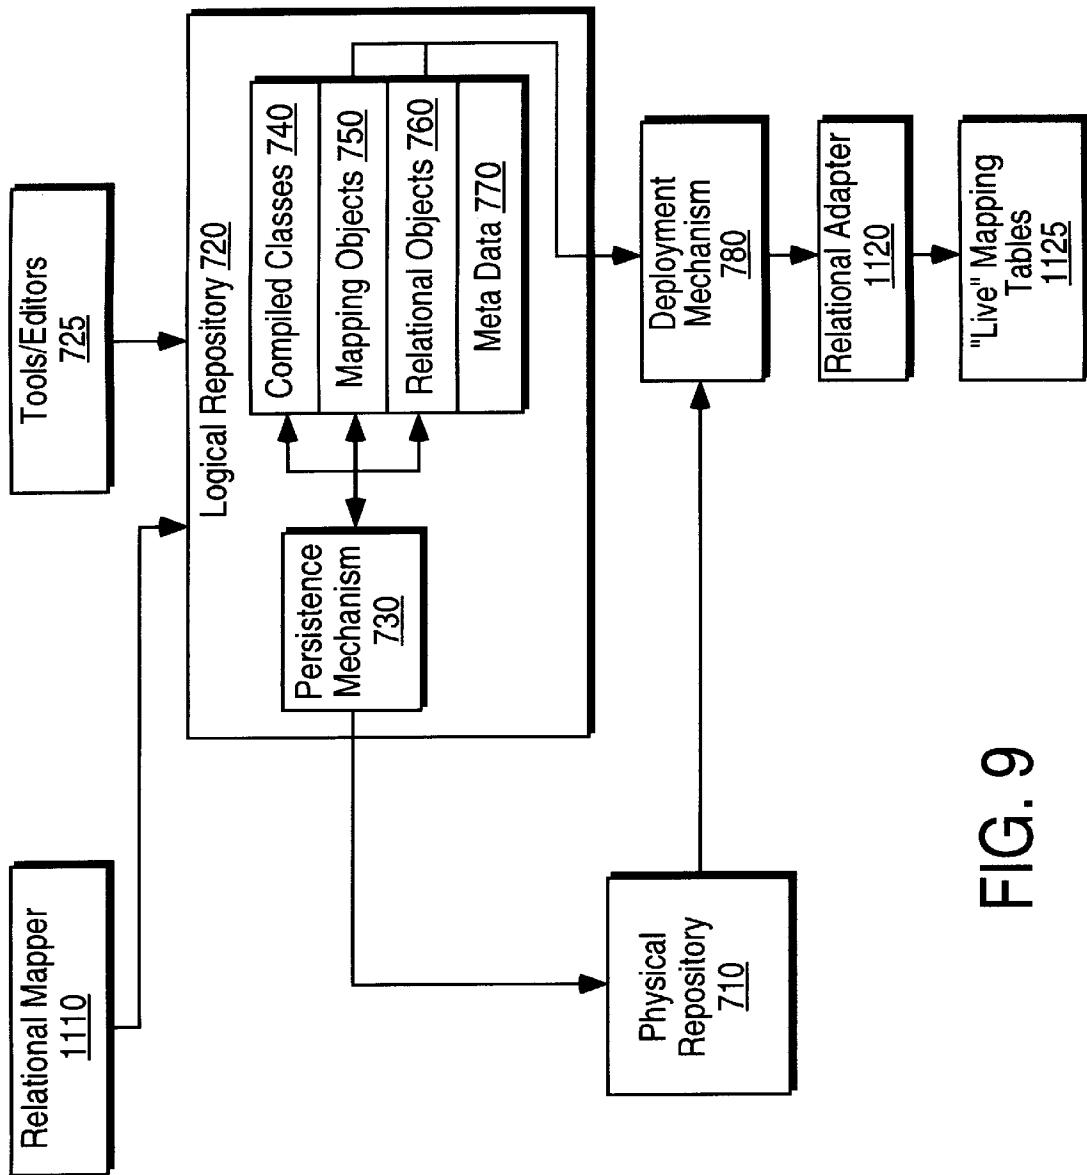 Relational Mapper
1110
Tools/Editors
725
Logical Repository 720
Persistence
Mechanism
730
Compiled Classes 740
Mapping Objects 750
Relational Objects 760
Meta Data 770
Physical
Repository
710
Deployment
Mechanism
780
Relational Adapter
1120
"Live" Mapping
Tables
1125
FIG. 9